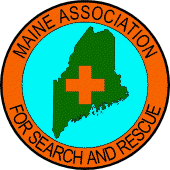 MAINE ASSOCIATION
FOR SEARCH AND RESCUE